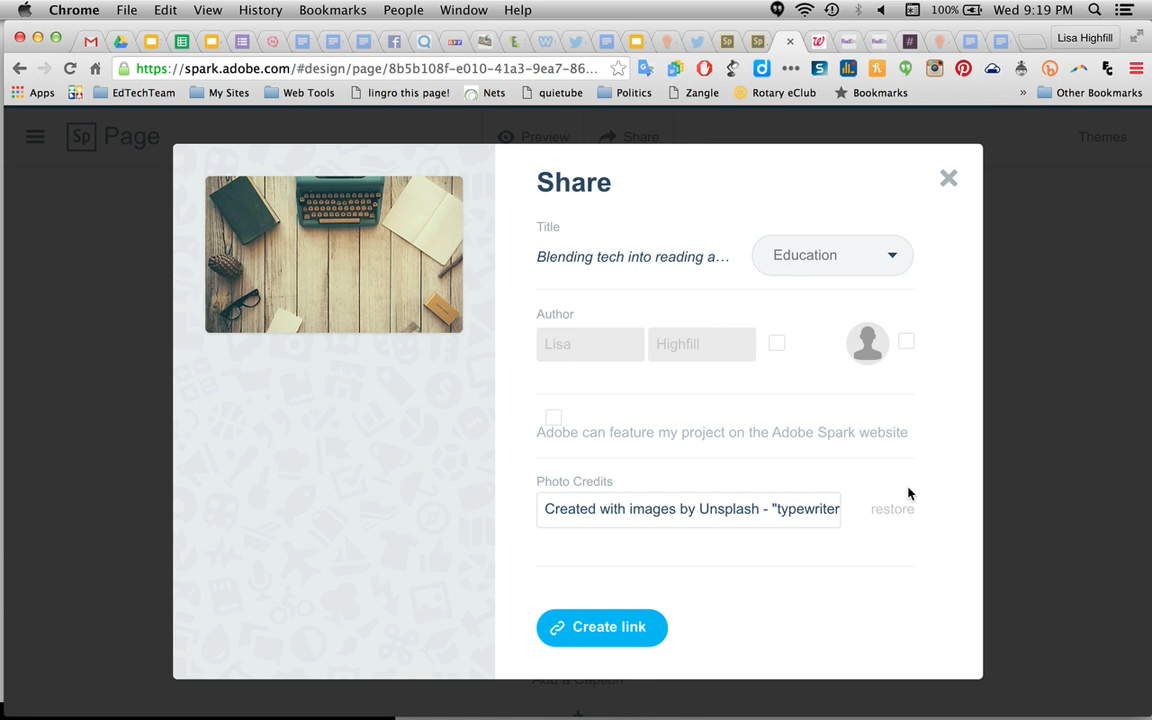 Chrome File Edit View History Bookmarks People Window Help 100% Wed 9:19 PM
Lisa Highfill
https://spark.adobe.com/#design/page/8b5b108f-e010-41a3-9ea7-86...
Apps EdTechTeam My Sites Web Tools lingro this page! Nets quietube Politics Zangle Rotary eClub Bookmarks » Other Bookmarks
Sp Page Preview Share Themes
Share
Title
Blending tech into reading a... Education
Author
Lisa Highfill
Adobe can feature my project on the Adobe Spark website
Photo Credits
Created with images by Unsplash - "typewriter restore
Create link
Add a Caption